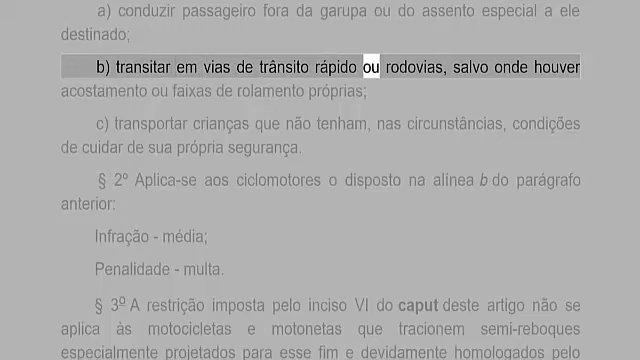 a) conduzir passageiro fora da garupa ou do assento especial a ele
destinado;
b) transitar em vias de trânsito rápido ou rodovias, salvo onde houver
acostamento ou faixas de rolamento próprias;
c) transportar crianças que não tenham, nas circunstâncias, condições
de cuidar de sua própria segurança.
§ 2º Aplica-se aos ciclomotores o disposto na alínea b do parágrafo
anterior:
Infração - média;
Penalidade - multa.
§ 3º A restrição imposta pelo inciso VI do caput deste artigo não se
aplica às motocicletas e motonetas que tracionem semi-reboques
especialmente projetados para esse fim e devidamente homologados pelo